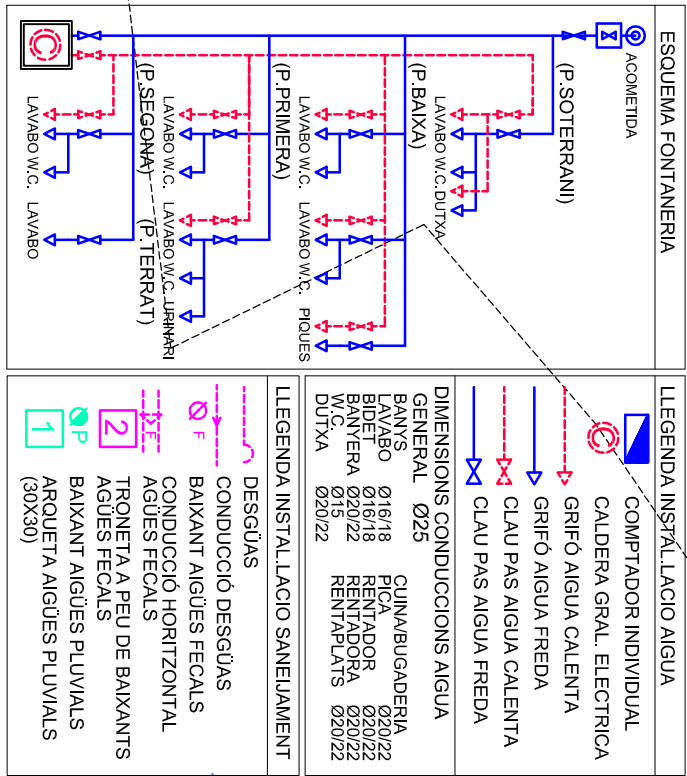 ESQUEMA FONTANERIA
ACOMETIDA
(P.SOTERRANI)
LAVABO W.C. DUTXA
(P.BAIXA)
LAVABO W.C. LAVABO W.C. PIQUES
(P.PRIMERA)
LAVABO W.C. LAVABO W.C. URINARI
(P.SEGONA) (P.TERRAT)
LAVABO W.C. LAVABO
C
LLEGENDA INSTAL.LACIO AIGUA
COMPTADOR INDIVIDUAL
C CALDERA GRAL. ELECTRICA
GRIFÓ AIGUA CALENTA
GRIFÓ AIGUA FREDA
CLAU PAS AIGUA CALENTA
CLAU PAS AIGUA FREDA
DIMENSIONS CONDUCCIONS AIGUA
GENERAL Ø25
BANYS CUINA/BUGADERIA
LAVABO Ø16/18 PICA Ø20/22
BIDET Ø16/18 RENTADOR Ø20/22
BANYERA Ø20/22 RENTADORA Ø20/22
W.C. Ø15 RENTAPLATS Ø20/22
DUTXA Ø20/22
LLEGENDA INSTAL.LACIO SANEIJAMENT
DESGÜAS
CONDUCCIÓ DESGÜAS
Ø F BAIXANT AIGÜES FECALS
F CONDUCCIÓ HORITZONTAL
AGÜES FECALS
2 TRONETA A PEU DE BAIXANTS
AGÜES FECALS
Ø P BAIXANT AIGÜES PLUVIALS
1 ARQUETA AIGÜES PLUVIALS
(30X30)